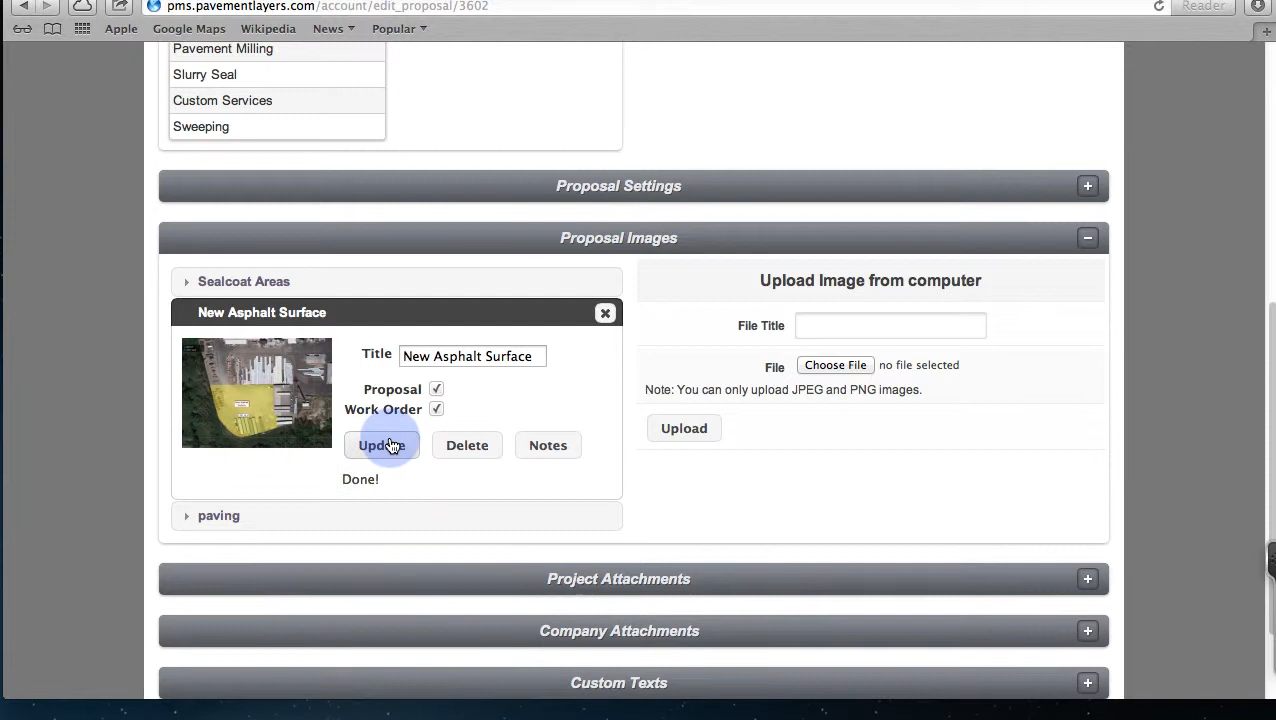 pms.pavementlayers.com/account/edit_proposal/3602
Reader
Apple Google Maps Wikipedia News Popular
Pavement Milling
Slurry Seal
Custom Services
Sweeping
Proposal Settings
Proposal Images
Sealcoat Areas
New Asphalt Surface
Title New Asphalt Surface
Proposal
Work Order
Update Delete Notes
Done!
paving
Upload Image from computer
File Title
File Choose File no file selected
Note: You can only upload JPEG and PNG images.
Upload
Project Attachments
Company Attachments
Custom Texts